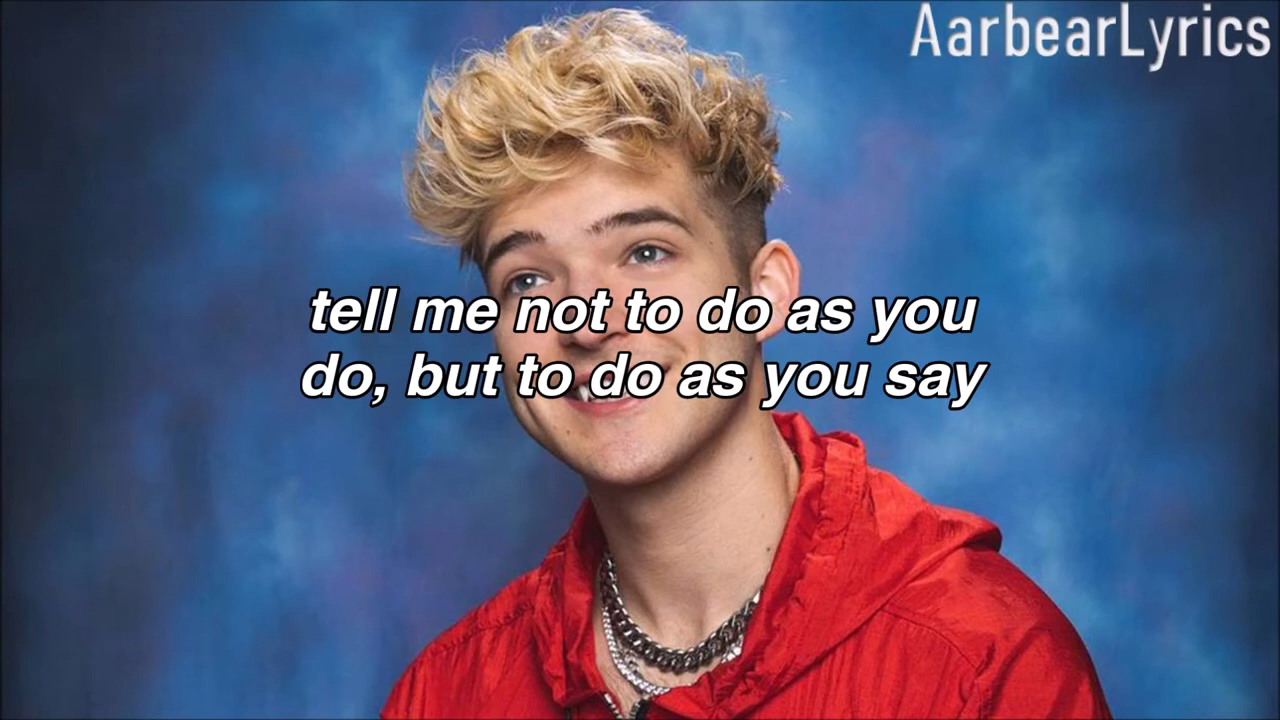 AarbearLyrics
tell me not to do as you
do, but to do as you say